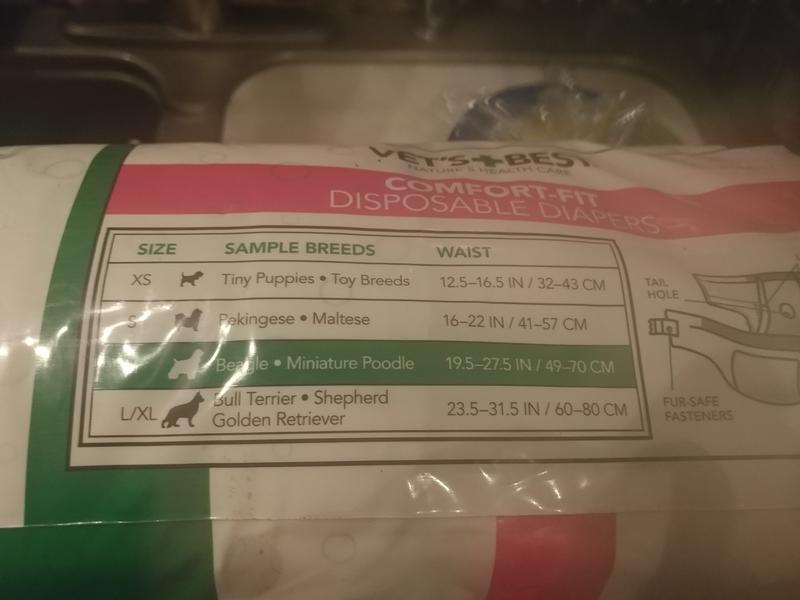 VET'S BEST
NATURE'S HEALTH CARE
COMFORT-FIT
DISPOSABLE DIAPERS
SIZE SAMPLE BREEDS WAIST
XS Tiny Puppies • Toy Breeds 12.5–16.5 IN / 32–43 CM
S Pekingese • Maltese 16–22 IN / 41–57 CM
Beagle • Miniature Poodle 19.5–27.5 IN / 49–70 CM
L/XL Bull Terrier • Shepherd
Golden Retriever 23.5–31.5 IN / 60–80 CM
TAIL
HOLE
FUR-SAFE
FASTENERS